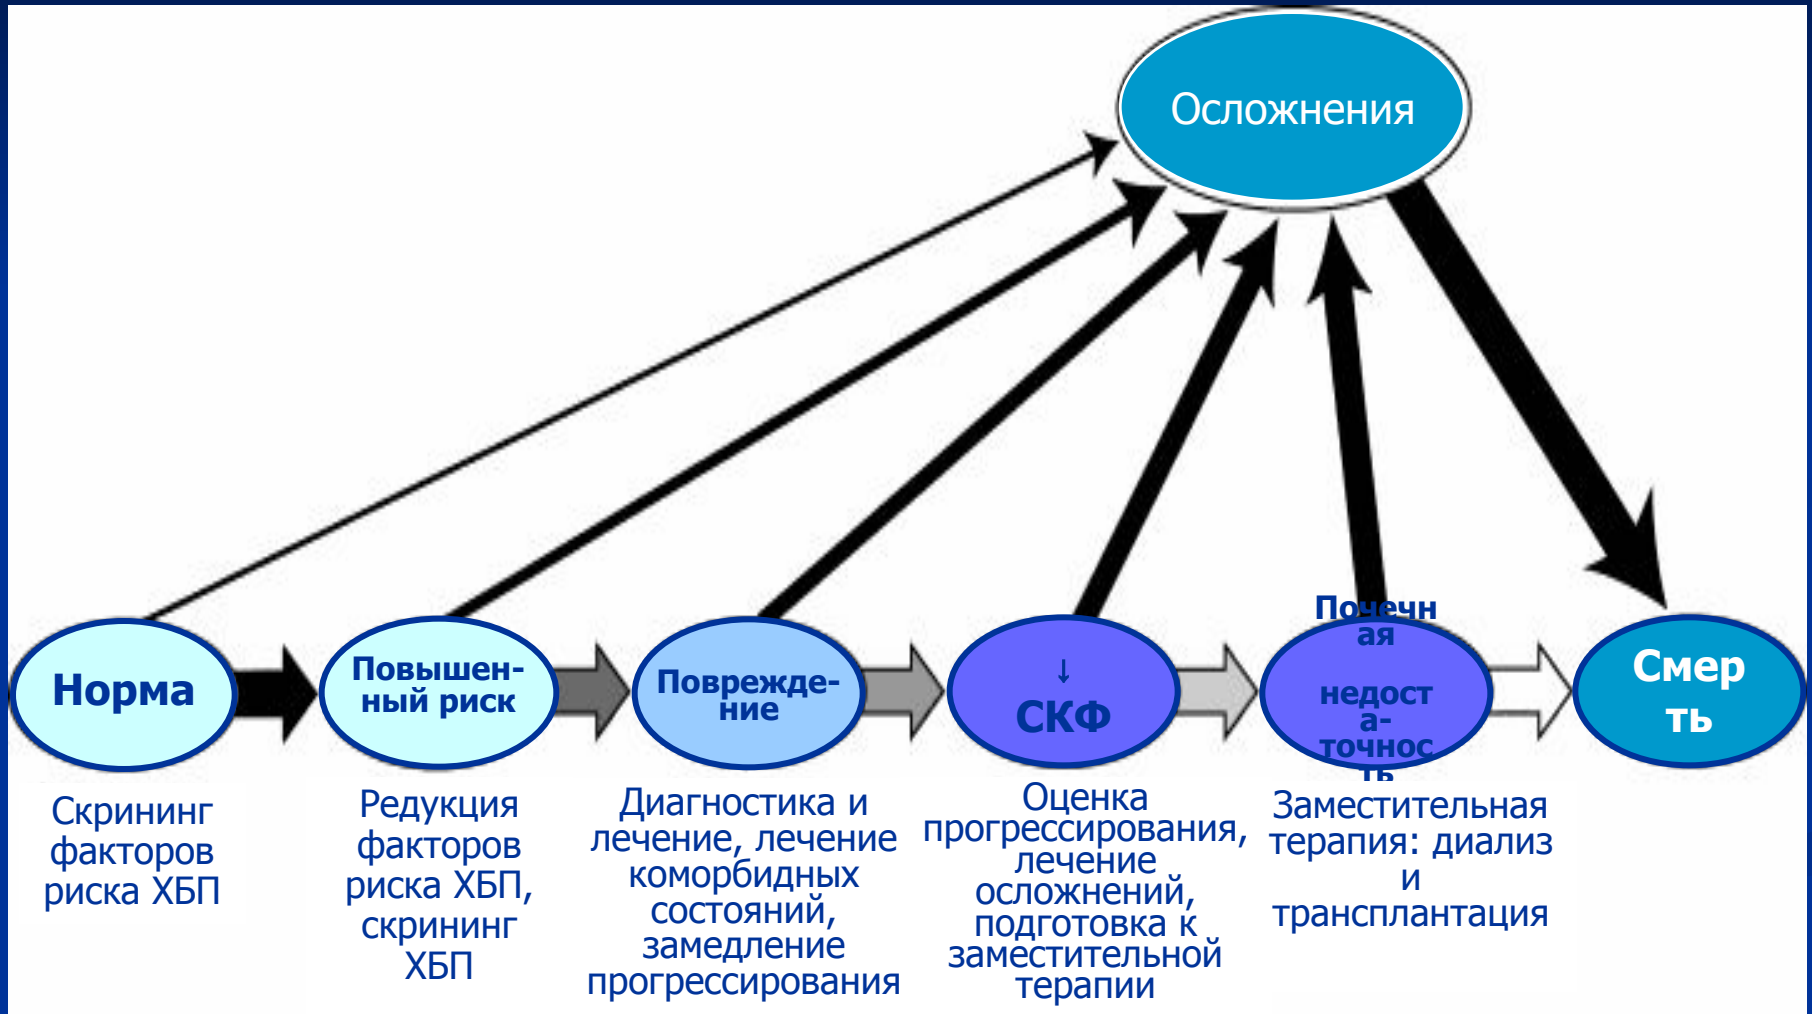 Осложнения
Норма
Повышен-
ный риск
Поврежде-
ние
↓
СКФ
Почечн
ая
недост
а-
точнос
ть
Смер
ть
Скрининг
факторов
риска ХБП
Редукция
факторов
риска ХБП,
скрининг
ХБП
Диагностика и
лечение, лечение
коморбидных
состояний,
замедление
прогрессирования
Оценка
прогрессирования,
лечение
осложнений,
подготовка к
заместительной
терапии
Заместительная
терапия: диализ
и
трансплантация